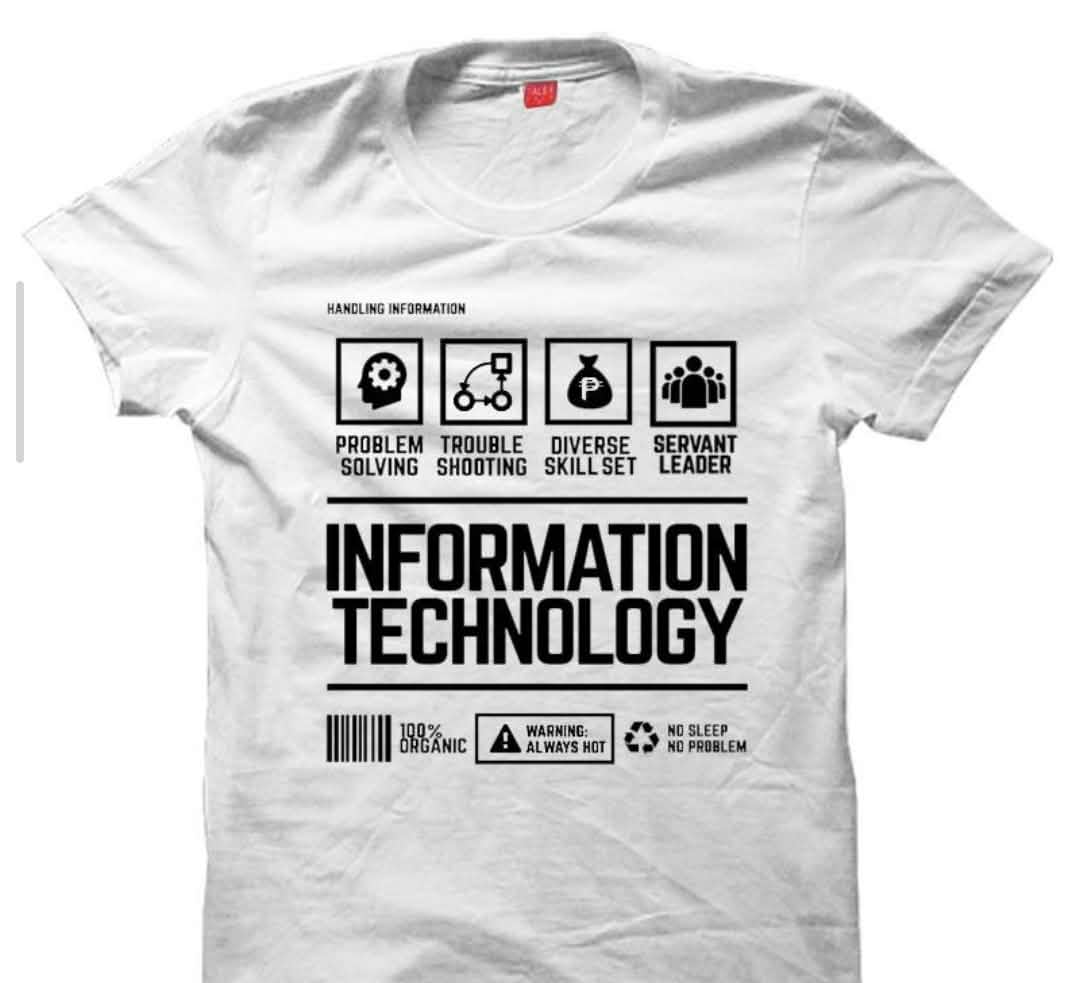 HANDLING INFORMATION
PROBLEM
SOLVING
TROUBLE
SHOOTING
DIVERSE
SKILL SET
SERVANT
LEADER
INFORMATION
TECHNOLOGY
100%
ORGANIC
WARNING:
ALWAYS HOT
NO SLEEP
NO PROBLEM